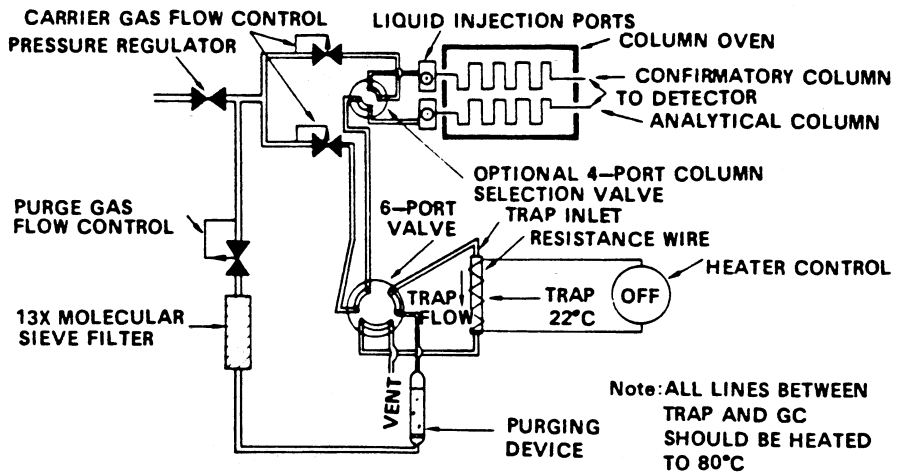 CARRIER GAS FLOW CONTROL
PRESSURE REGULATOR
LIQUID INJECTION PORTS
COLUMN OVEN
CONFIRMATORY COLUMN
TO DETECTOR
ANALYTICAL COLUMN
OPTIONAL 4-PORT COLUMN
SELECTION VALVE
PURGE GAS
FLOW CONTROL
6-PORT
VALVE
TRAP INLET
RESISTANCE WIRE
HEATER CONTROL
TRAP
FLOW
TRAP
22°C
OFF
13X MOLECULAR
SIEVE FILTER
VENT
PURGING
DEVICE
Note: ALL LINES BETWEEN
TRAP AND GC
SHOULD BE HEATED
TO 80°C